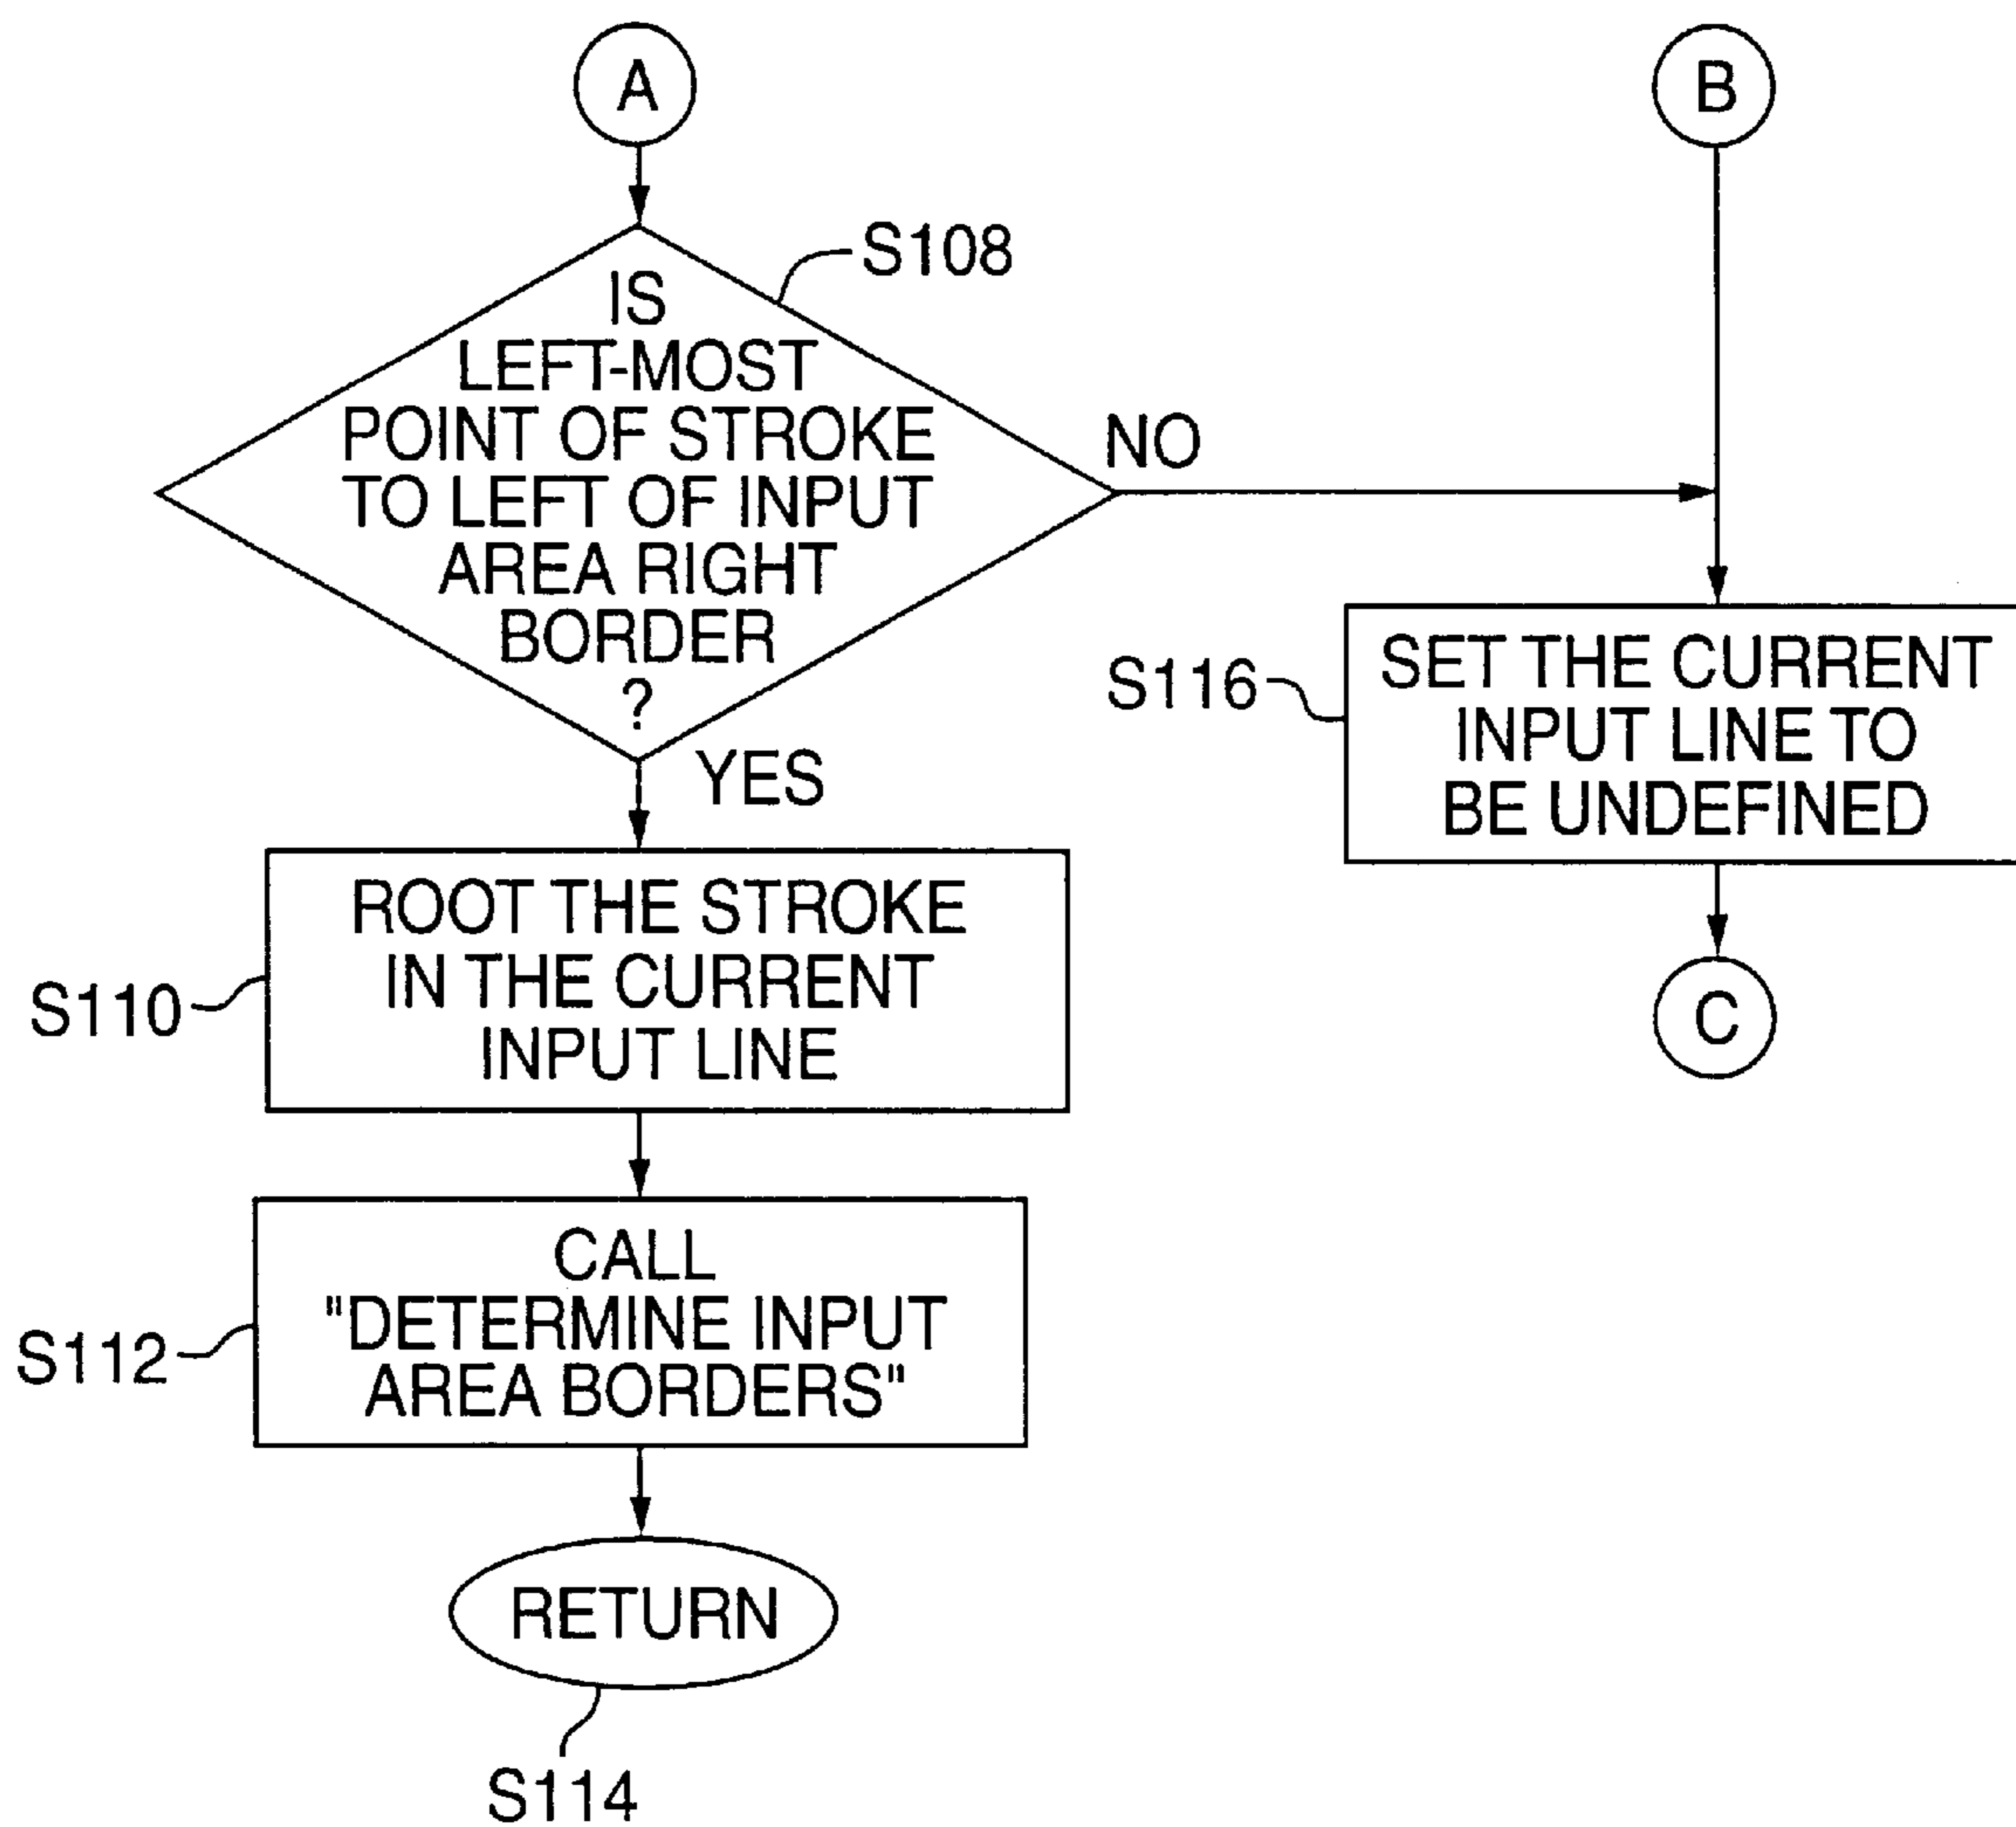 A
B
S108
IS
LEFT-MOST
POINT OF STROKE
TO LEFT OF INPUT
AREA RIGHT
BORDER
?
NO
YES
S116
SET THE CURRENT
INPUT LINE TO
BE UNDEFINED
C
S110
ROOT THE STROKE
IN THE CURRENT
INPUT LINE
S112
CALL
"DETERMINE INPUT
AREA BORDERS"
RETURN
S114